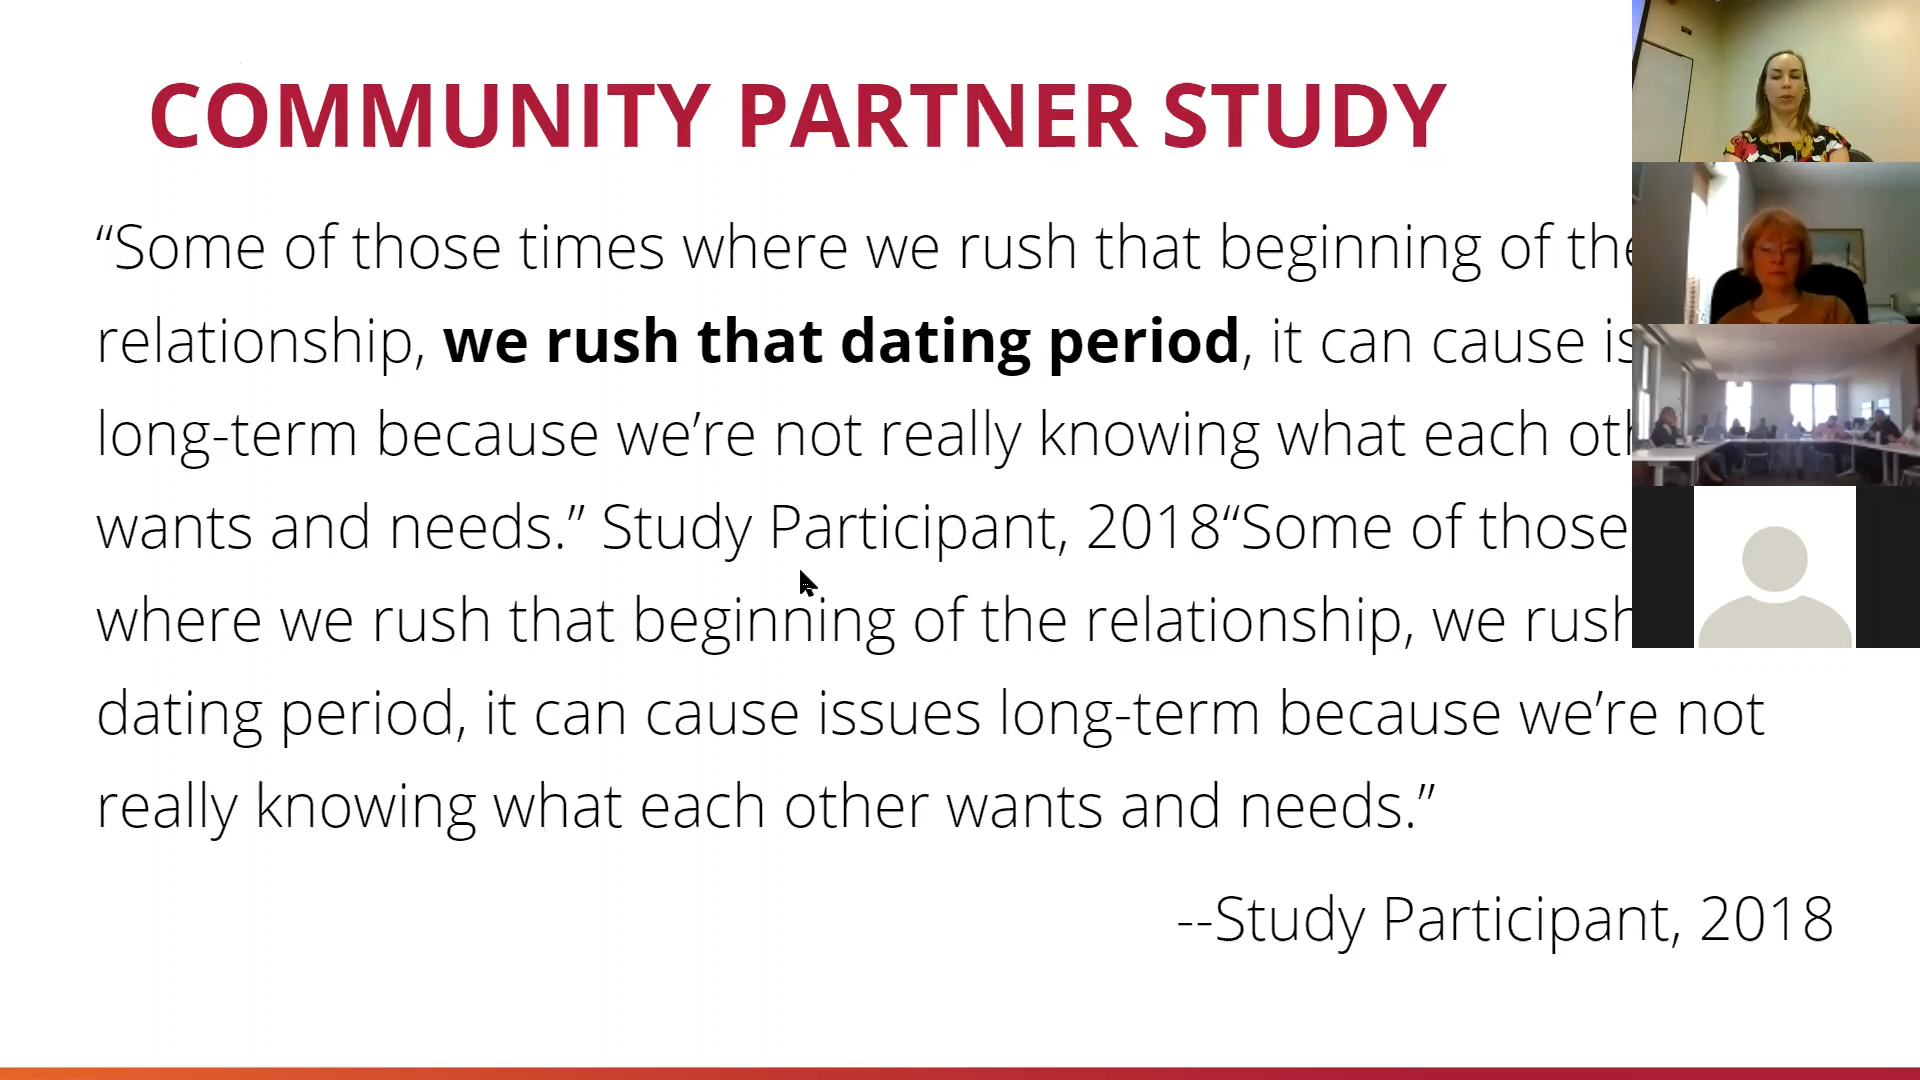 COMMUNITY PARTNER STUDY
“Some of those times where we rush that beginning of the
relationship, we rush that dating period, it can cause
long-term because we’re not really knowing what each
wants and needs.” Study Participant, 2018“Some of those
where we rush that beginning of the relationship, we rush
dating period, it can cause issues long-term because we’re not
really knowing what each other wants and needs.”
--Study Participant, 2018